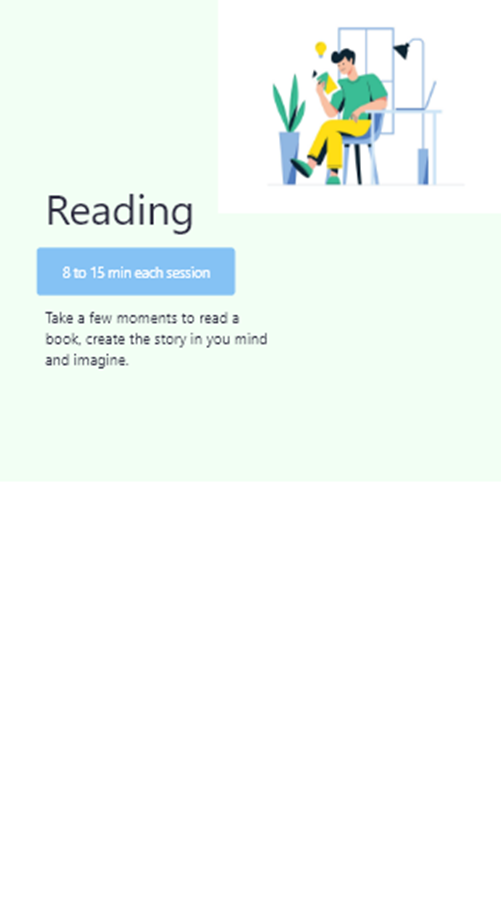 Reading
8 to 15 min each session
Take a few moments to read a
book, create the story in you mind
and imagine.